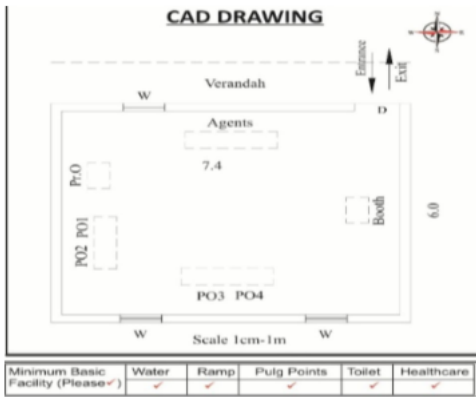 CAD DRAWING
W E
Entrance
Exit
Verandah
W
D
Agents
7.4
Pr.O
PO2 PO1
Booth
6.0
PO3 PO4
W
W
Scale 1cm-1m
Minimum Basic Water Ramp Pulg Points Toilet Healthcare
Facility (Please✓) ✓ ✓ ✓ ✓ ✓